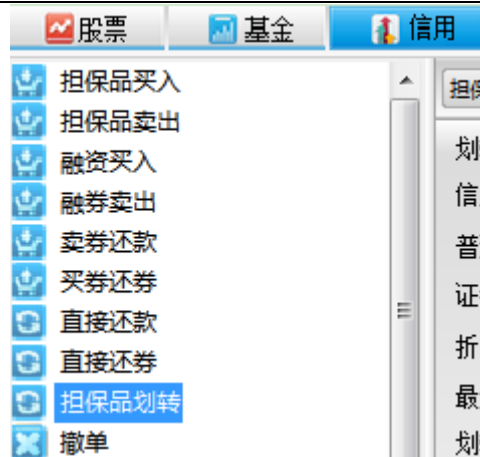 股票 基金 信用
担保品买入
担保品卖出
融资买入
融券卖出
卖券还款
买券还券
直接还款
直接还券
担保品划转
撤单
担保
划
信
普
证
折
最
划